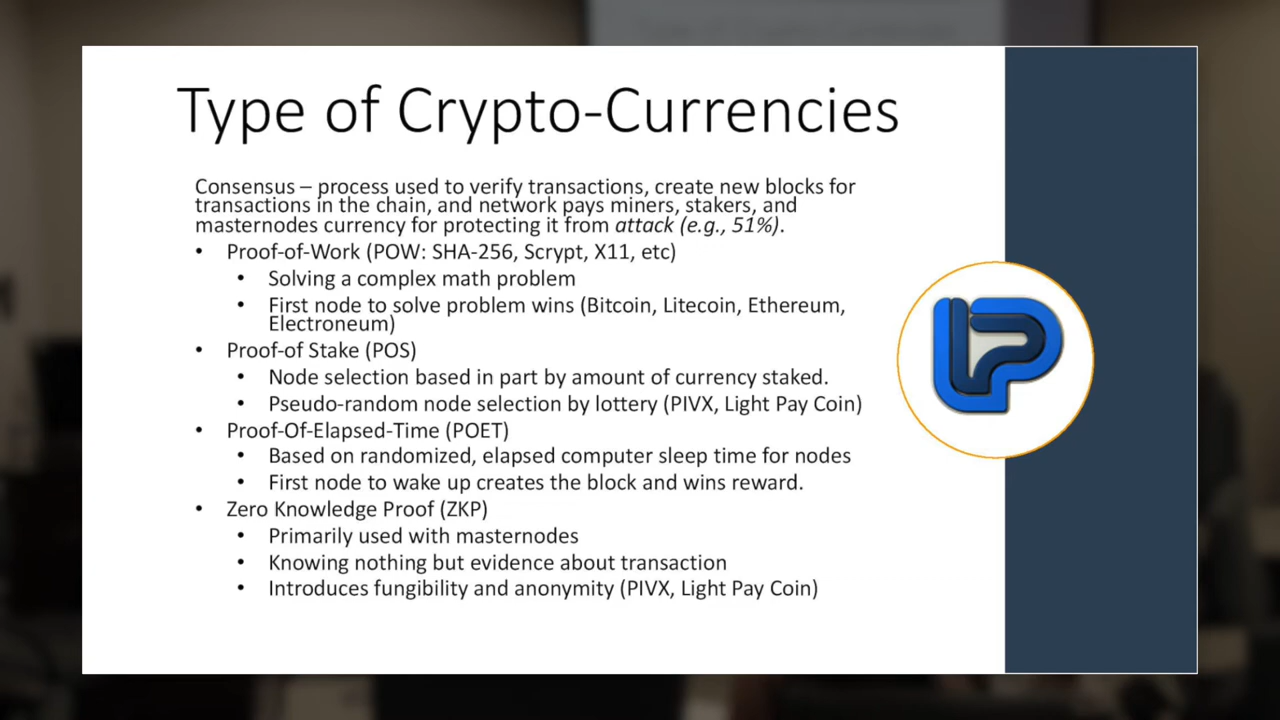 Type of Crypto-Currencies
Consensus – process used to verify transactions, create new blocks for
transactions in the chain, and network pays miners, stakers, and
masternodes currency for protecting it from attack (e.g., 51%).
• Proof-of-Work (POW: SHA-256, Scrypt, X11, etc)
• Solving a complex math problem
• First node to solve problem wins (Bitcoin, Litecoin, Ethereum,
Electroneum)
• Proof-of Stake (POS)
• Node selection based in part by amount of currency staked.
• Pseudo-random node selection by lottery (PIVX, Light Pay Coin)
• Proof-Of-Elapsed-Time (POET)
• Based on randomized, elapsed computer sleep time for nodes
• First node to wake up creates the block and wins reward.
• Zero Knowledge Proof (ZKP)
• Primarily used with masternodes
• Knowing nothing but evidence about transaction
• Introduces fungibility and anonymity (PIVX, Light Pay Coin)